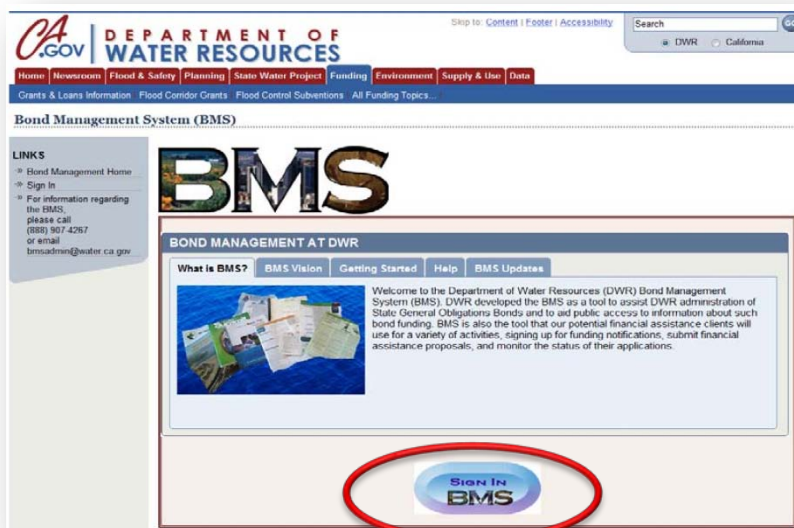 CA.GOV
DEPARTMENT OF
WATER RESOURCES
Skip to: Content | Footer | Accessibility
Search
DWR California
Home Newsroom Flood & Safety Planning State Water Project Funding Environment Supply & Use Data
Grants & Loans Information Flood Corridor Grants Flood Control Subventions All Funding Topics...
Bond Management System (BMS)
LINKS
Bond Management Home
Sign In
For information regarding
the BMS,
please call
(888) 907-4267
or email
bmsadmin@water.ca.gov
BMS
BOND MANAGEMENT AT DWR
What is BMS? BMS Vision Getting Started Help BMS Updates
Welcome to the Department of Water Resources (DWR) Bond Management
System (BMS). DWR developed the BMS as a tool to assist DWR administration of
State General Obligations Bonds and to aid public access to information about such
bond funding. BMS is also the tool that our potential financial assistance clients will
use for a variety of activities, signing up for funding notifications, submit financial
assistance proposals, and monitor the status of their applications.
SIGN IN
BMS